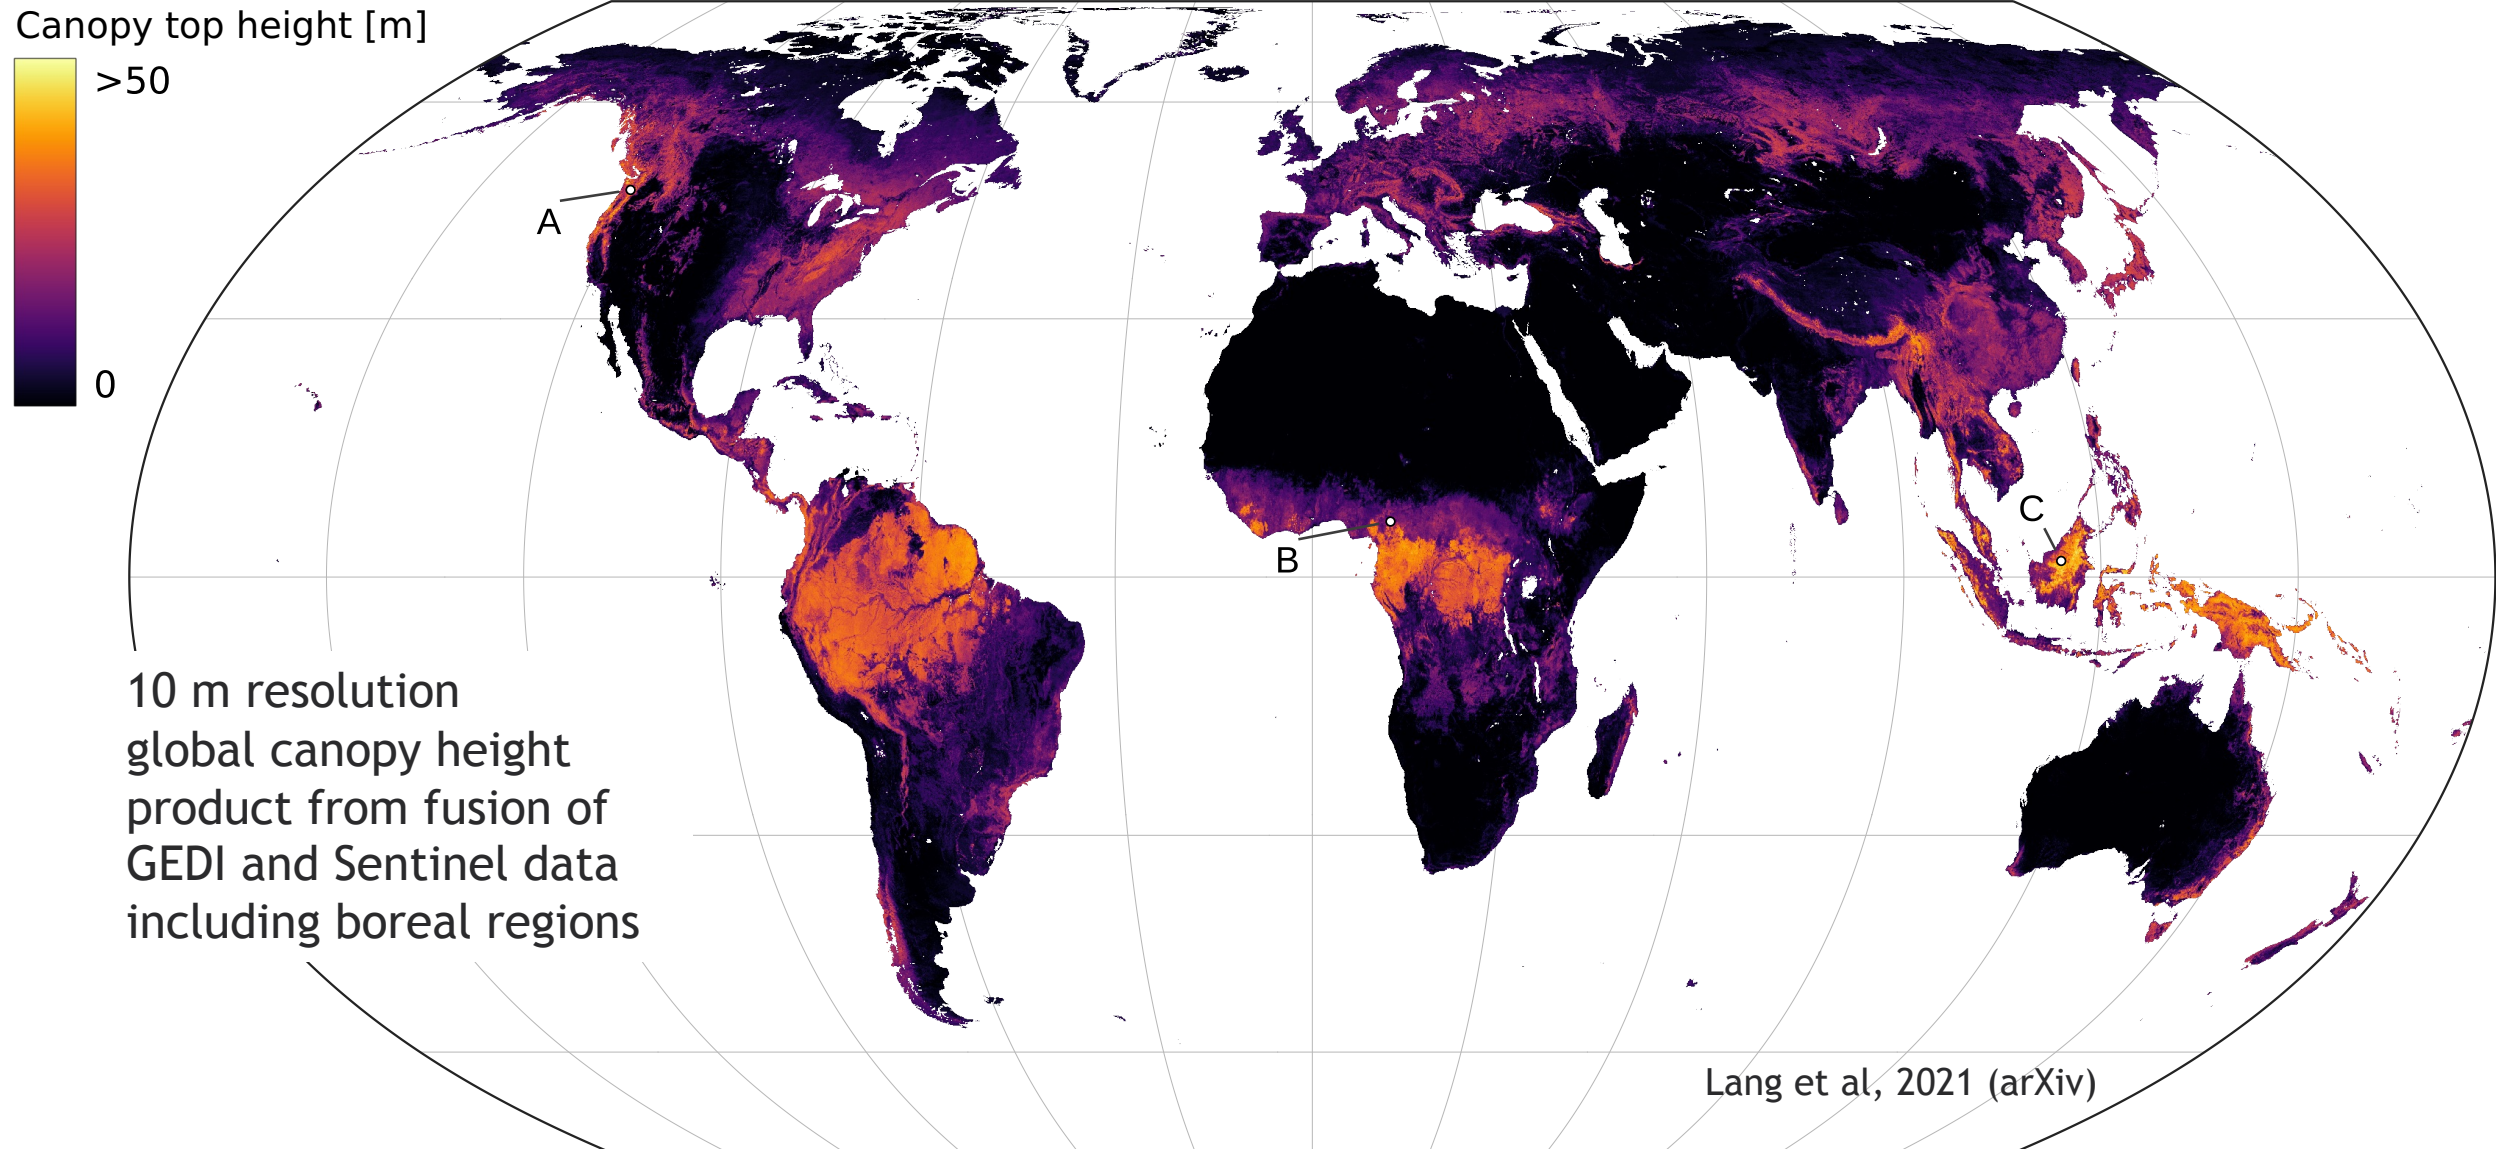 Canopy top height [m]
>50
0
A
B
C
10 m resolution
global canopy height
product from fusion of
GEDI and Sentinel data
including boreal regions
Lang et al, 2021 (arXiv)